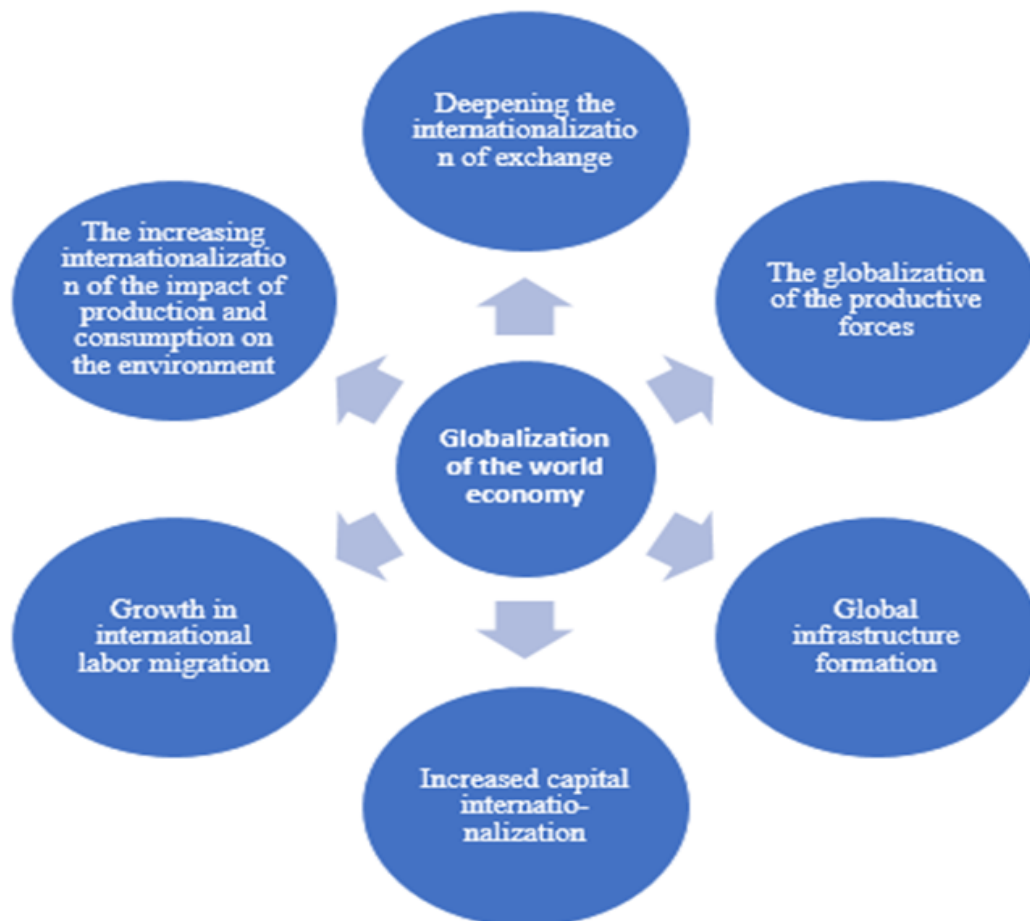 Deepening the
internationalizatio
n of exchange
The increasing
internationalizatio
n of the impact of
production and
consumption on
the environment
The globalization
of the productive
forces
Globalization
of the world
economy
Growth in
international
labor migration
Global
infrastructure
formation
Increased capital
internatio-
nalization